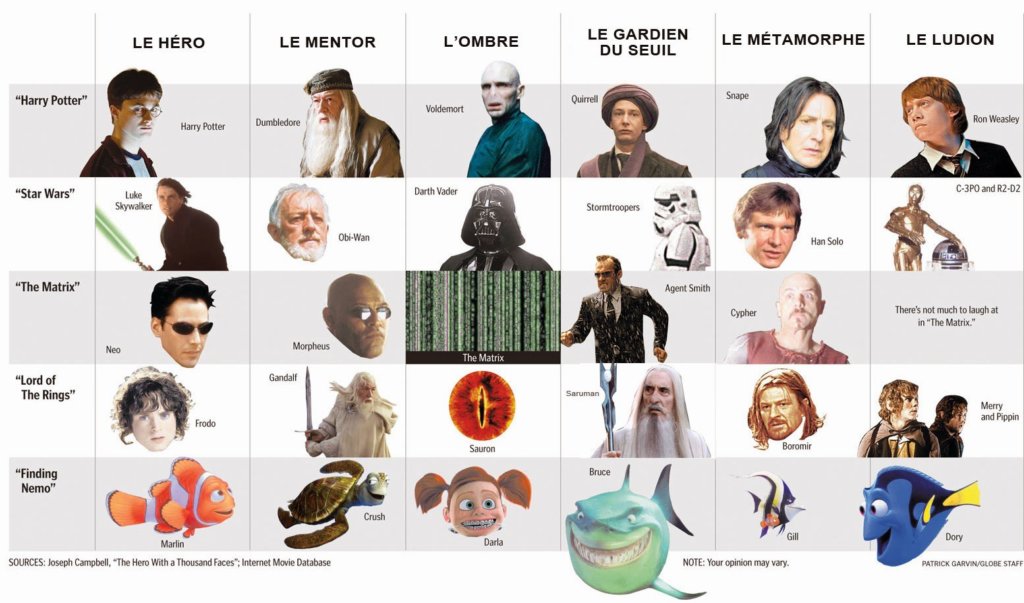 LE HÉRO
LE MENTOR
L'OMBRE
LE GARDIEN
DU SEUIL
LE MÉTAMORPHE
LE LUDION
“Harry Potter”
Harry Potter
Dumbledore
Voldemort
Quirrell
Snape
Ron Weasley
“Star Wars”
Luke
Skywalker
Obi-Wan
Darth Vader
Stormtroopers
Han Solo
C-3PO and R2-D2
“The Matrix”
Neo
Morpheus
The Matrix
Agent Smith
Cypher
There's not much to laugh at
in “The Matrix.”
“Lord of
The Rings”
Frodo
Gandalf
Sauron
Saruman
Boromir
Merry
and Pippin
“Finding
Nemo”
Marlin
Crush
Darla
Bruce
Gill
Dory
SOURCES: Joseph Campbell, “The Hero With a Thousand Faces”; Internet Movie Database
NOTE: Your opinion may vary.
PATRICK GARVIN/GLOBE STAFF